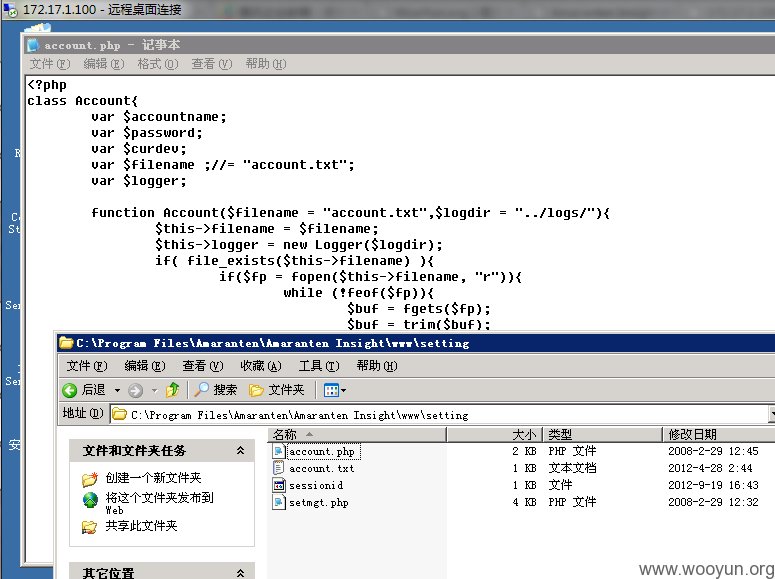 172.17.1.100 - 远程桌面连接
account.php - 记事本
文件(F) 编辑(E) 格式(O) 查看(V) 帮助(H)
<?php
class Account{
var $accountname;
var $password;
var $curdev;
var $filename ;//= "account.txt";
var $logger;
function Account($filename = "account.txt",$logdir = "../logs/"){
$this->filename = $filename;
$this->logger = new Logger($logdir);
if( file_exists($this->filename) ){
if($fp = fopen($this->filename, "r")){
while (!feof($fp)){
$buf = fgets($fp);
$buf = trim($buf);
C:\Program Files\Amaranten\Amaranten Insight\www\setting
文件(F) 编辑(E) 查看(V) 收藏(A) 工具(T) 帮助(H)
后退 搜索 文件夹
地址(D) C:\Program Files\Amaranten\Amaranten Insight\www\setting
文件和文件夹任务
创建一个新文件夹
将这个文件夹发布到
Web
共享此文件夹
其它位置
名称 大小 类型 修改日期
account.php 2 KB PHP 文件 2008-2-29 12:45
account.txt 1 KB 文本文档 2012-4-28 2:44
sessionid 1 KB 文件 2012-9-19 16:43
setmgt.php 4 KB PHP 文件 2008-2-29 12:32
www.wooyun.org